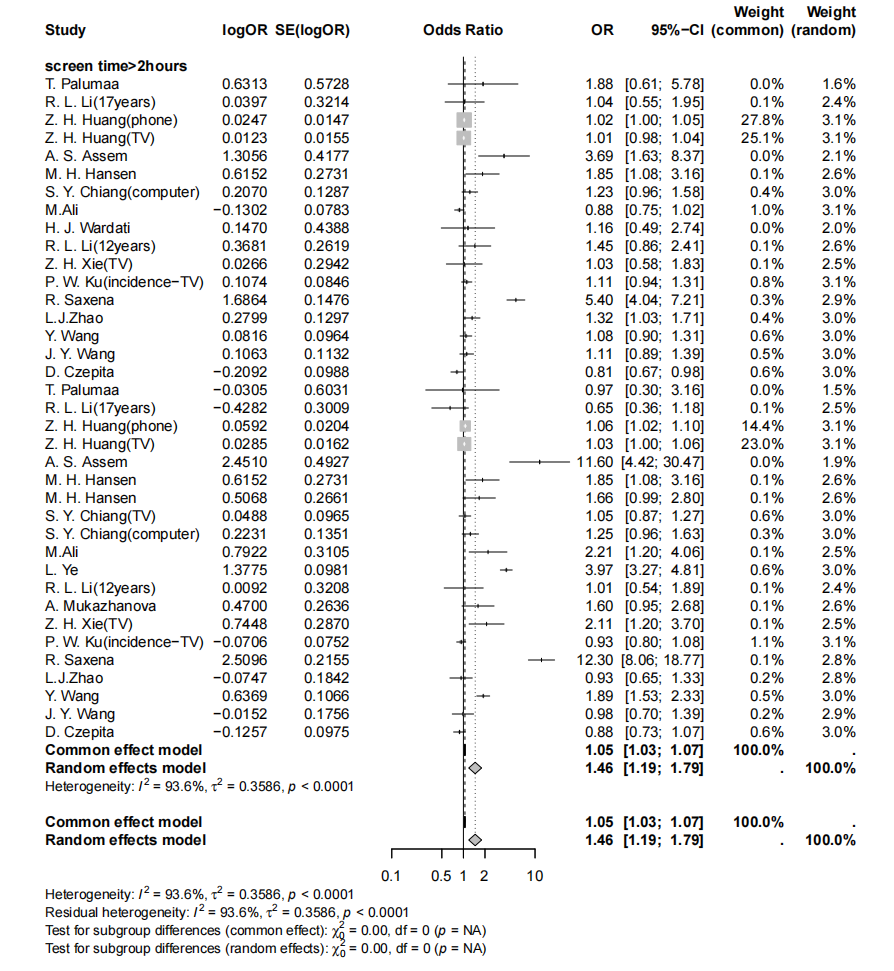 Weight Weight
Study logOR SE(logOR) Odds Ratio OR 95%−CI (common) (random)
screen time>2hours
T. Palumaa 0.6313 0.5728 1.88 [0.61; 5.78] 0.0% 1.6%
R. L. Li(17years) 0.0397 0.3214 1.04 [0.55; 1.95] 0.1% 2.4%
Z. H. Huang(phone) 0.0247 0.0147 1.02 [1.00; 1.05] 27.8% 3.1%
Z. H. Huang(TV) 0.0123 0.0155 1.01 [0.98; 1.04] 25.1% 3.1%
A. S. Assem 1.3056 0.4177 3.69 [1.63; 8.37] 0.0% 2.1%
M. H. Hansen 0.6152 0.2731 1.85 [1.08; 3.16] 0.1% 2.6%
S. Y. Chiang(computer) 0.2070 0.1287 1.23 [0.96; 1.58] 0.4% 3.0%
M.Ali −0.1302 0.0783 0.88 [0.75; 1.02] 1.0% 3.1%
H. J. Wardati 0.1470 0.4388 1.16 [0.49; 2.74] 0.0% 2.0%
R. L. Li(12years) 0.3681 0.2619 1.45 [0.86; 2.41] 0.1% 2.6%
Z. H. Xie(TV) 0.0266 0.2942 1.03 [0.58; 1.83] 0.1% 2.5%
P. W. Ku(incidence−TV) 0.1074 0.0846 1.11 [0.94; 1.31] 0.8% 3.1%
R. Saxena 1.6864 0.1476 5.40 [4.04; 7.21] 0.3% 2.9%
L.J.Zhao 0.2799 0.1297 1.32 [1.03; 1.71] 0.4% 3.0%
Y. Wang 0.0816 0.0964 1.08 [0.90; 1.31] 0.6% 3.0%
J. Y. Wang 0.1063 0.1132 1.11 [0.89; 1.39] 0.5% 3.0%
D. Czepita −0.2092 0.0988 0.81 [0.67; 0.98] 0.6% 3.0%
T. Palumaa −0.0305 0.6031 0.97 [0.30; 3.16] 0.0% 1.5%
R. L. Li(17years) −0.4282 0.3009 0.65 [0.36; 1.18] 0.1% 2.5%
Z. H. Huang(phone) 0.0592 0.0204 1.06 [1.02; 1.10] 14.4% 3.1%
Z. H. Huang(TV) 0.0285 0.0162 1.03 [1.00; 1.06] 23.0% 3.1%
A. S. Assem 2.4510 0.4927 11.60 [4.42; 30.47] 0.0% 1.9%
M. H. Hansen 0.6152 0.2731 1.85 [1.08; 3.16] 0.1% 2.6%
M. H. Hansen 0.5068 0.2661 1.66 [0.99; 2.80] 0.1% 2.6%
S. Y. Chiang(TV) 0.0488 0.0965 1.05 [0.87; 1.27] 0.6% 3.0%
S. Y. Chiang(computer) 0.2231 0.1351 1.25 [0.96; 1.63] 0.3% 3.0%
M.Ali 0.7922 0.3105 2.21 [1.20; 4.06] 0.1% 2.5%
L. Ye 1.3775 0.0981 3.97 [3.27; 4.81] 0.6% 3.0%
R. L. Li(12years) 0.0092 0.3208 1.01 [0.54; 1.89] 0.1% 2.4%
A. Mukazhanova 0.4700 0.2636 1.60 [0.95; 2.68] 0.1% 2.6%
Z. H. Xie(TV) 0.7448 0.2870 2.11 [1.20; 3.70] 0.1% 2.5%
P. W. Ku(incidence−TV) −0.0706 0.0752 0.93 [0.80; 1.08] 1.1% 3.1%
R. Saxena 2.5096 0.2155 12.30 [8.06; 18.77] 0.1% 2.8%
L.J.Zhao −0.0747 0.1842 0.93 [0.65; 1.33] 0.2% 2.8%
Y. Wang 0.6369 0.1066 1.89 [1.53; 2.33] 0.5% 3.0%
J. Y. Wang −0.0152 0.1756 0.98 [0.70; 1.39] 0.2% 2.9%
D. Czepita −0.1257 0.0975 0.88 [0.73; 1.07] 0.6% 3.0%
Common effect model 1.05 [1.03; 1.07] 100.0% .
Random effects model 1.46 [1.19; 1.79] . 100.0%
Heterogeneity: I² = 93.6%, τ² = 0.3586, p < 0.0001
Common effect model 1.05 [1.03; 1.07] 100.0% .
Random effects model 1.46 [1.19; 1.79] . 100.0%
0.1 0.5 1 2 10
Heterogeneity: I² = 93.6%, τ² = 0.3586, p < 0.0001
Residual heterogeneity: I² = 93.6%, τ² = 0.3586, p < 0.0001
Test for subgroup differences (common effect): χ²₀ = 0.00, df = 0 (p = NA)
Test for subgroup differences (random effects): χ²₀ = 0.00, df = 0 (p = NA)